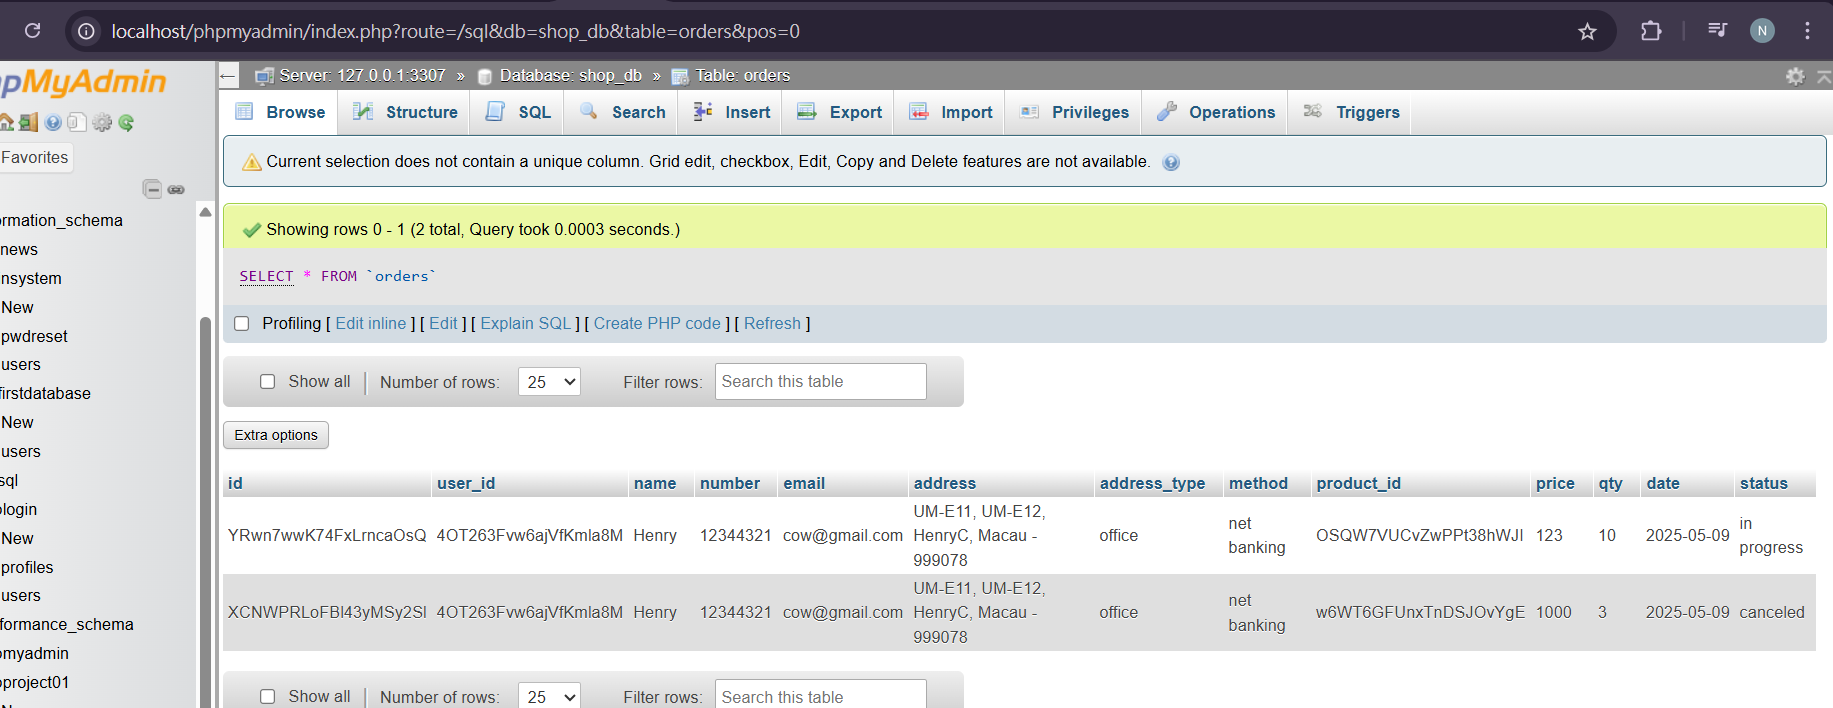 localhost/phpmyadmin/index.php?route=/sql&db=shop_db&table=orders&pos=0
N
pMyAdmin
Favorites
ormation_schema
news
nsystem
New
pwdreset
users
firstdatabase
New
users
sql
ologin
New
profiles
users
formance_schema
omyadmin
oproject01
← Server: 127.0.0.1:3307 » Database: shop_db » Table: orders
Browse Structure SQL Search Insert Export Import Privileges Operations Triggers
Current selection does not contain a unique column. Grid edit, checkbox, Edit, Copy and Delete features are not available.
Showing rows 0 - 1 (2 total, Query took 0.0003 seconds.)
SELECT * FROM `orders`
Profiling [ Edit inline ] [ Edit ] [ Explain SQL ] [ Create PHP code ] [ Refresh ]
Show all | Number of rows: 25 Filter rows: Search this table
Extra options
id user_id name number email address address_type method product_id price qty date status
YRwn7wwK74FxLrncaOsQ 4OT263Fvw6ajVfKmla8M Henry 12344321 cow@gmail.com UM-E11, UM-E12, HenryC, Macau - 999078 office net banking OSQW7VUCvZwPPt38hWJI 123 10 2025-05-09 in progress
XCNWPRLoFBl43yMSy2Sl 4OT263Fvw6ajVfKmla8M Henry 12344321 cow@gmail.com UM-E11, UM-E12, HenryC, Macau - 999078 office net banking w6WT6GFUnxTnDSJOvYgE 1000 3 2025-05-09 canceled
Show all | Number of rows: 25 Filter rows: Search this table